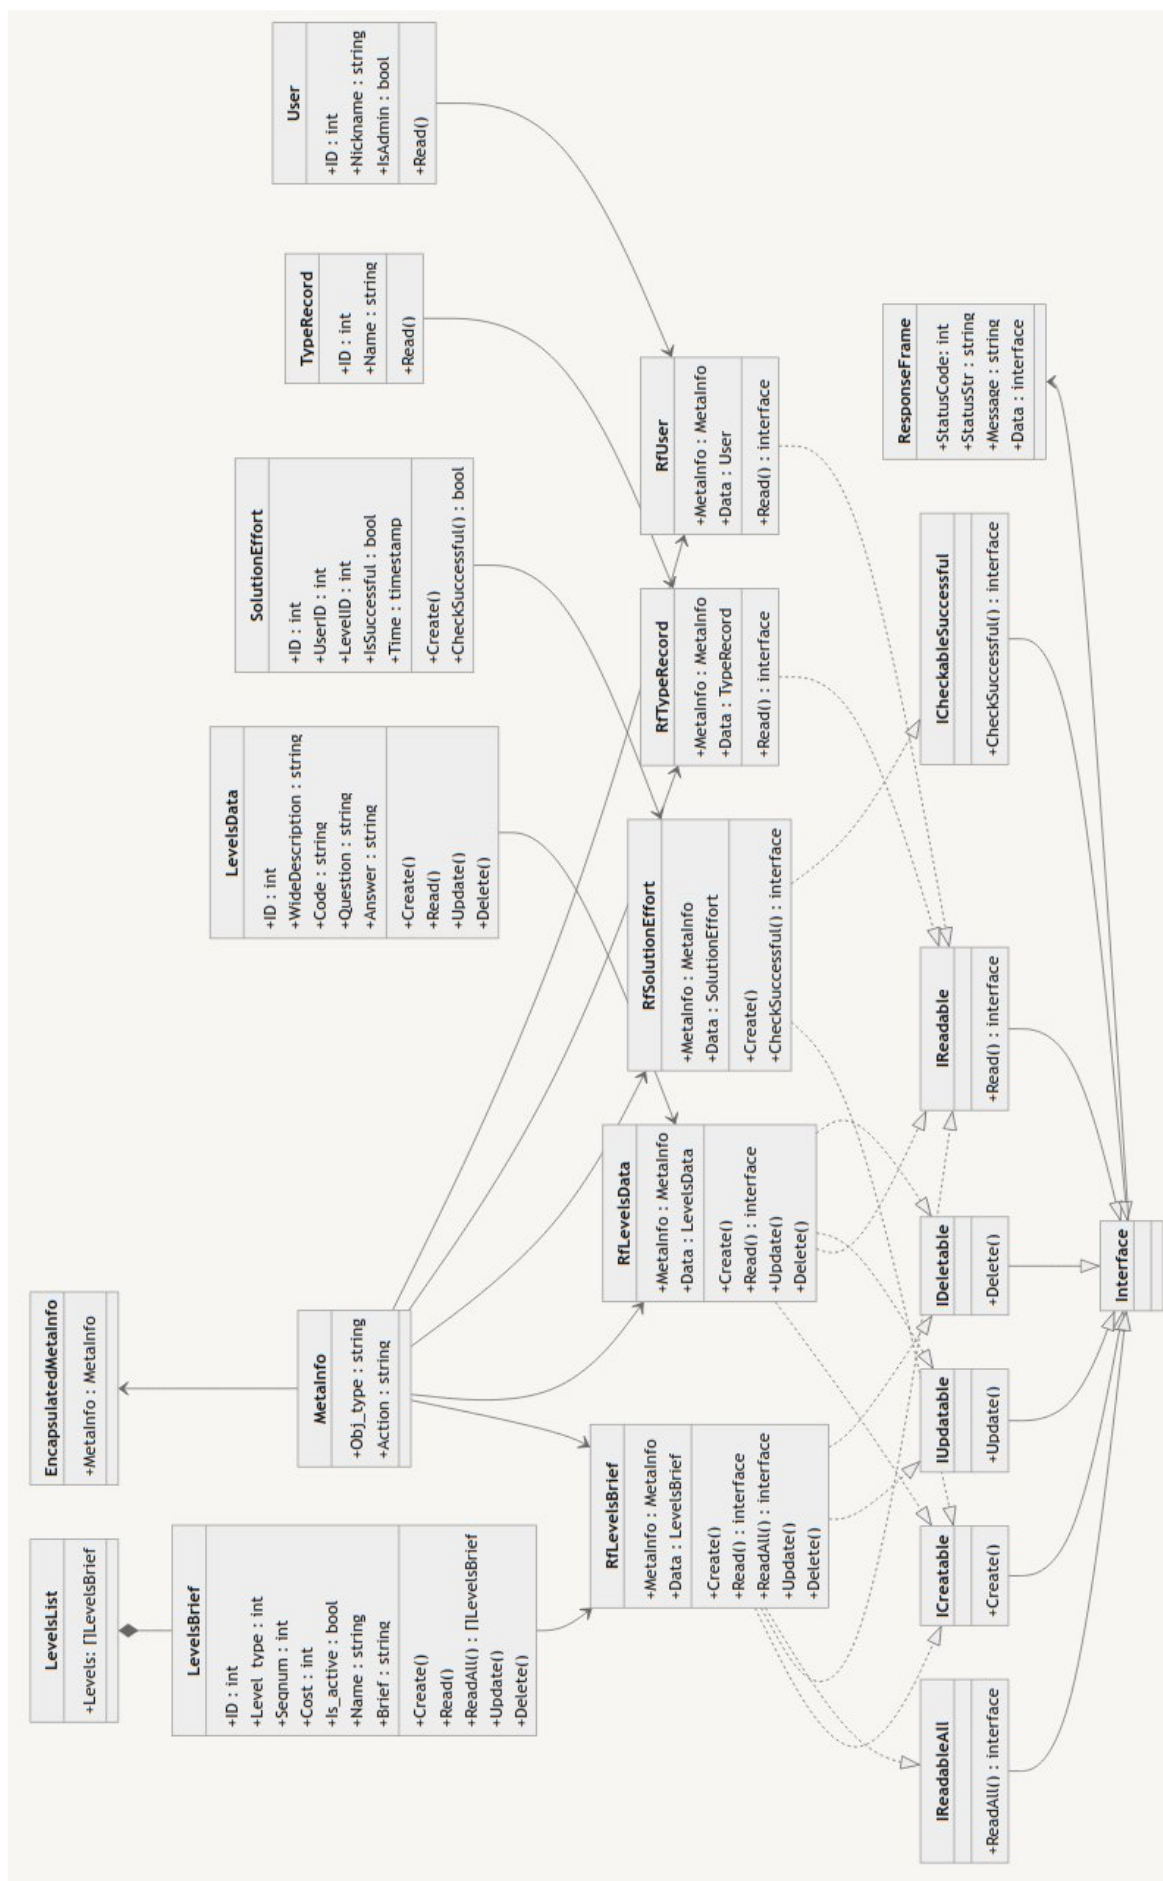 LevelsList
+Levels: []LevelsBrief
EncapsulatedMetaInfo
+MetaInfo : MetaInfo
LevelsBrief
+ID : int
+Level_type : int
+Seqnum : int
+Cost : int
+Is_active : bool
+Name : string
+Brief : string
+Create()
+Read()
+ReadAll() : []LevelsBrief
+Update()
+Delete()
MetaInfo
+Obj_type : string
+Action : string
LevelsData
+ID : int
+WideDescription : string
+Code : string
+Question : string
+Answer : string
+Create()
+Read()
+Update()
+Delete()
SolutionEffort
+ID : int
+UserID : int
+LevelID : int
+IsSuccessful : bool
+Time : timestamp
+Create()
+CheckSuccessful() : bool
TypeRecord
+ID : int
+Name : string
+Read()
User
+ID : int
+Nickname : string
+IsAdmin : bool
+Read()
RfLevelsBrief
+MetaInfo : MetaInfo
+Data : LevelsBrief
+Create()
+Read() : interface
+ReadAll() : interface
+Update()
+Delete()
RfLevelsData
+MetaInfo : MetaInfo
+Data : LevelsData
+Create()
+Read() : interface
+Update()
+Delete()
RfSolutionEffort
+MetaInfo : MetaInfo
+Data : SolutionEffort
+Create()
+CheckSuccessful() : interface
RfTypeRecord
+MetaInfo : MetaInfo
+Data : TypeRecord
+Read() : interface
RfUser
+MetaInfo : MetaInfo
+Data : User
+Read() : interface
IReadableAll
+ReadAll() : interface
ICreatable
+Create()
IUpdatable
+Update()
IDeletable
+Delete()
IReadable
+Read() : interface
ICheckableSuccessful
+CheckSuccessful() : interface
ResponseFrame
+StatusCode: int
+StatusStr : string
+Message : string
+Data : interface
Interface